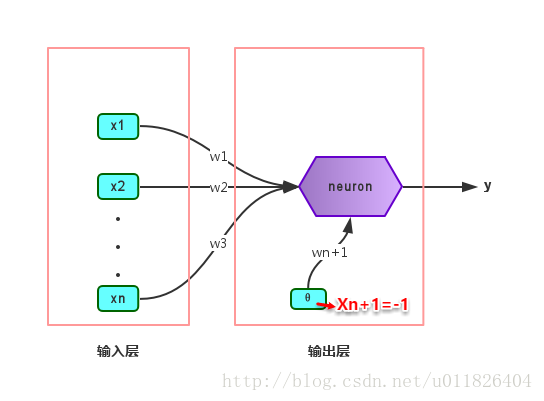 x1
w1
x2
w2
neuron
y
w3
wn+1
xn
θ
Xn+1=-1
输入层
输出层
http://blog.csdn.net/u011826404